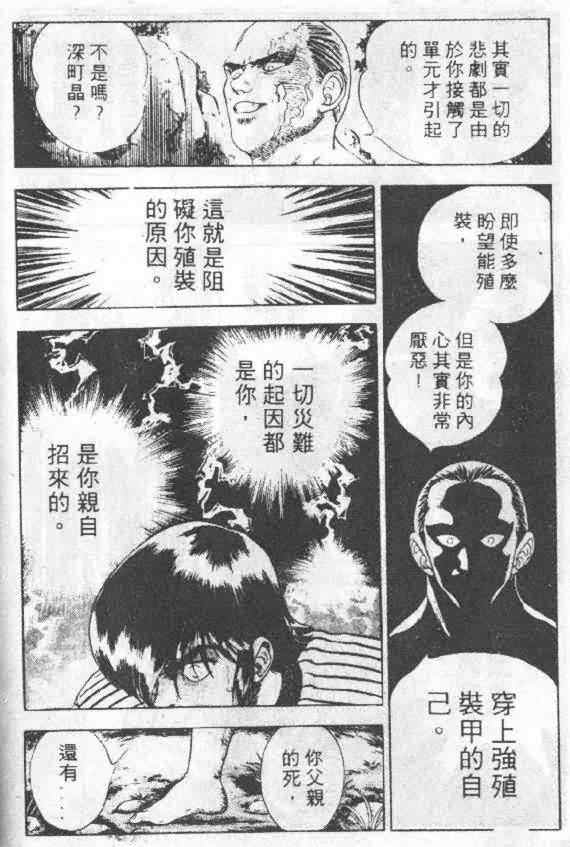 其實一切的
悲劇都是由
於你接觸了
單元才引起
的。
不是嗎？
深町晶？
即使多麼
盼望能殖
裝，
但是你的內
心其實非常
厭惡！
穿上強殖
裝甲的自
己。
這就是阻
礙你殖裝
的原因。
一切災難
的起因都
是你，
是你親自
招來的。
你父親
的死，
還有....